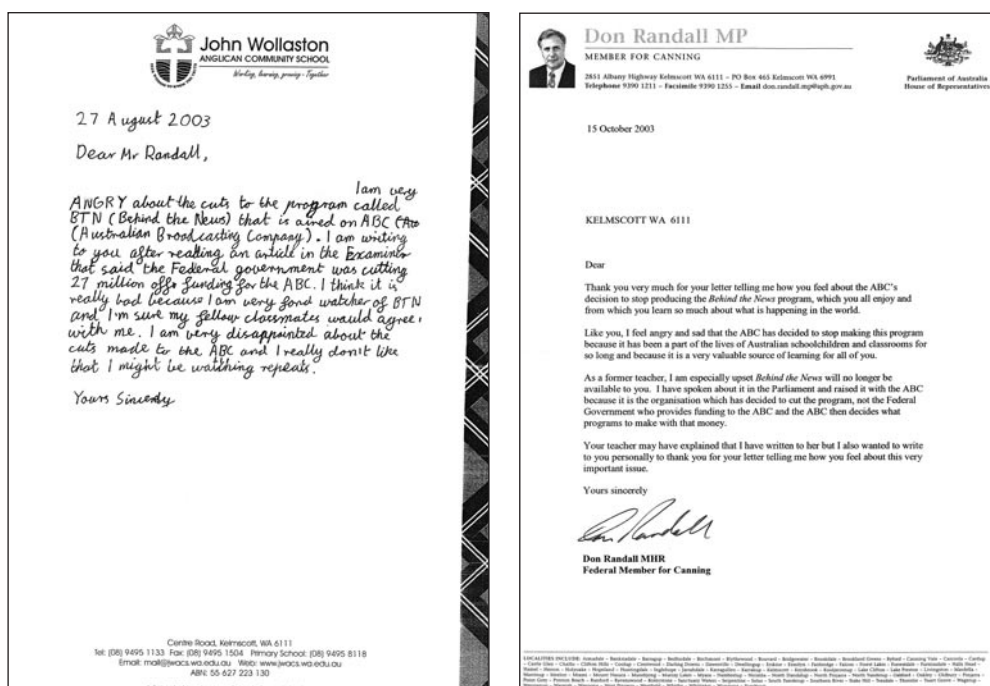 John Wollaston
ANGLICAN COMMUNITY SCHOOL
Working, learning, growing - Together
27 August 2003
Dear Mr Randall,
I am very
ANGRY about the cuts to the program called
BTN (Behind the News) that is aired on ABC
(Australian Broadcasting Company). I am writing
to you after reading an article in the Examiner
that said the Federal government was cutting
27 million offs funding for the ABC. I think it is
really bad because I am very fond watcher of BTN
and I'm sure my fellow classmates would agree
with me. I am very disappointed about the
cuts made to the ABC and I really don't like
that I might be watching repeats.
Yours Sincerely
Centre Road, Kelmscott, WA 6111
Tel: (08) 9495 1133 Fax: (08) 9495 1504 Primary School: (08) 9495 8118
Email: mail@jwacs.wa.edu.au Web: www.jwacs.wa.edu.au
ABN: 55 627 223 130
Don Randall MP
MEMBER FOR CANNING
2851 Albany Highway Kelmscott WA 6111 – PO Box 465 Kelmscott WA 6991
Telephone 9390 1211 – Facsimile 9390 1255 – Email don.randall.mp@aph.gov.au
Parliament of Australia
House of Representatives
15 October 2003
KELMSCOTT WA 6111
Dear
Thank you very much for your letter telling me how you feel about the ABC's
decision to stop producing the Behind the News program, which you all enjoy and
from which you learn so much about what is happening in the world.
Like you, I feel angry and sad that the ABC has decided to stop making this program
because it has been a part of the lives of Australian schoolchildren and classrooms for
so long and because it is a very valuable source of learning for all of you.
As a former teacher, I am especially upset Behind the News will no longer be
available to you. I have spoken about it in the Parliament and raised it with the ABC
because it is the organisation which has decided to cut the program, not the Federal
Government who provides funding to the ABC and the ABC then decides what
programs to make with that money.
Your teacher may have explained that I have written to her but I also wanted to write
to you personally to thank you for your letter telling me how you feel about this very
important issue.
Yours sincerely
Don Randall
Don Randall MHR
Federal Member for Canning
LOCALITIES INCLUDE: